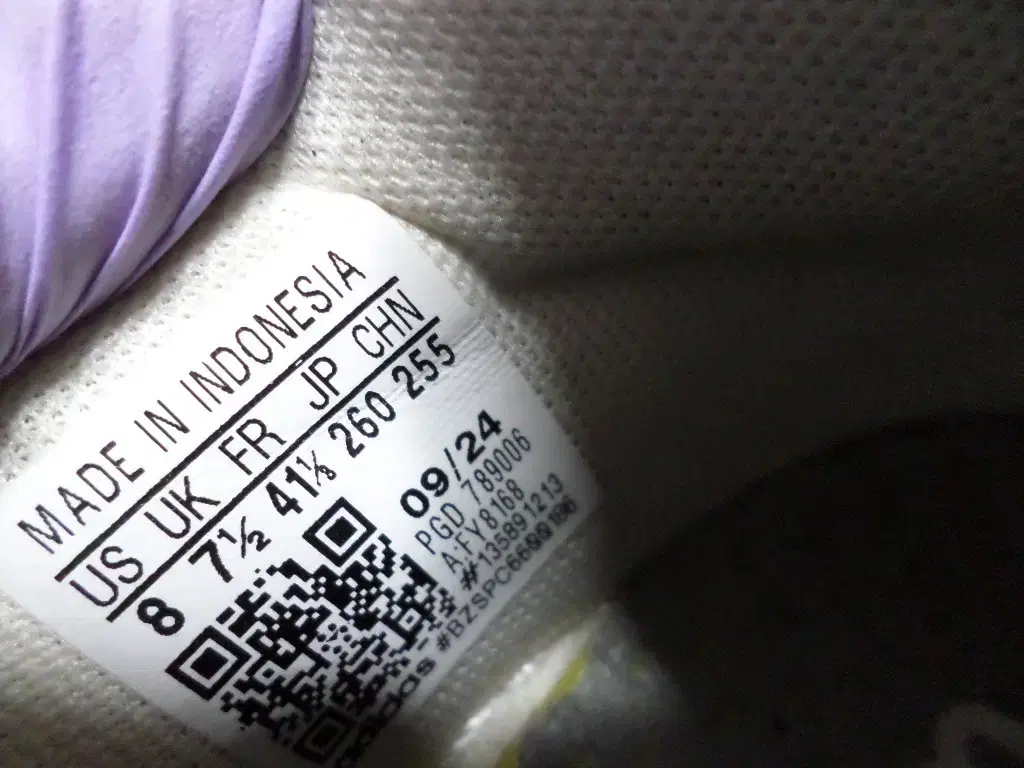 MADE IN INDONESIA
US UK FR JP CHN
8 7½ 41⅓ 260 255
09/24
PGD 789006
A:FY8168
#135891213
adidas